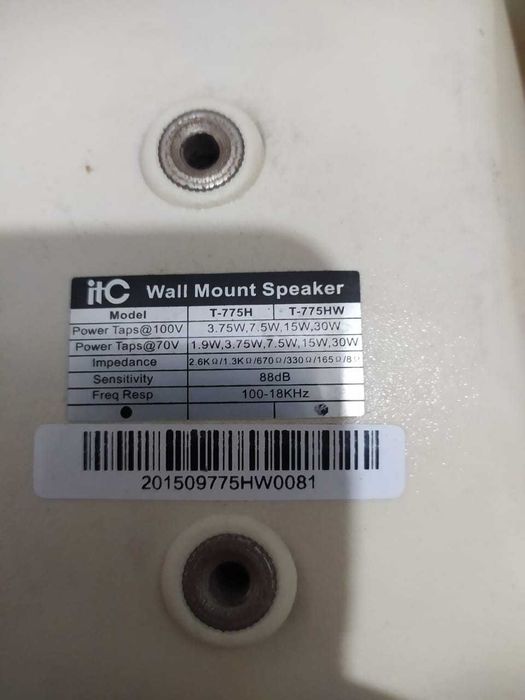 itC Wall Mount Speaker
Model T-775H T-775HW
Power Taps@100V 3.75W,7.5W,15W,30W
Power Taps@70V 1.9W,3.75W,7.5W,15W,30W
Impedance 2.6KΩ/1.3KΩ/670Ω/330Ω/165Ω/8Ω
Sensitivity 88dB
Freq Resp 100-18KHz
201509775HW0081